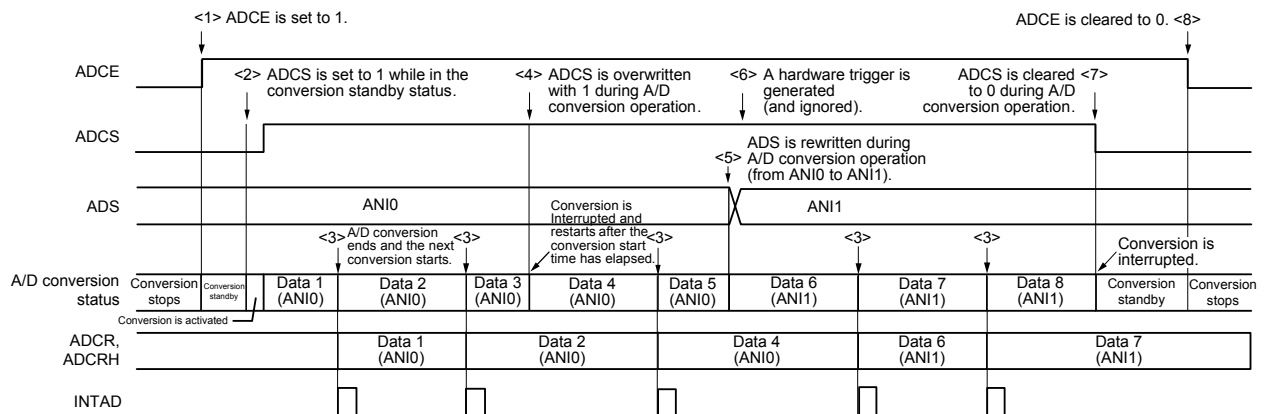 <1> ADCE is set to 1.
ADCE is cleared to 0. <8>
ADCE
<2> ADCS is set to 1 while in the
conversion standby status.
<4> ADCS is overwritten
with 1 during A/D
conversion operation.
<6> A hardware trigger is
generated
(and ignored).
ADCS is cleared <7>
to 0 during A/D
conversion operation.
ADCS
ADS is rewritten during
<5> A/D conversion operation
(from ANI0 to ANI1).
ADS
ANI0
ANI1
Conversion is
Interrupted and
restarts after the
conversion start
time has elapsed.
<3> A/D conversion
ends and the next
conversion starts.
<3>
<3>
<3>
<3>
Conversion is
interrupted.
A/D conversion
status
Conversion
stops
Conversion
standby
Data 1
(ANI0)
Data 2
(ANI0)
Data 3
(ANI0)
Data 4
(ANI0)
Data 5
(ANI0)
Data 6
(ANI1)
Data 7
(ANI1)
Data 8
(ANI1)
Conversion
standby
Conversion
stops
Conversion is activated
ADCR,
ADCRH
Data 1
(ANI0)
Data 2
(ANI0)
Data 4
(ANI0)
Data 6
(ANI1)
Data 7
(ANI1)
INTAD